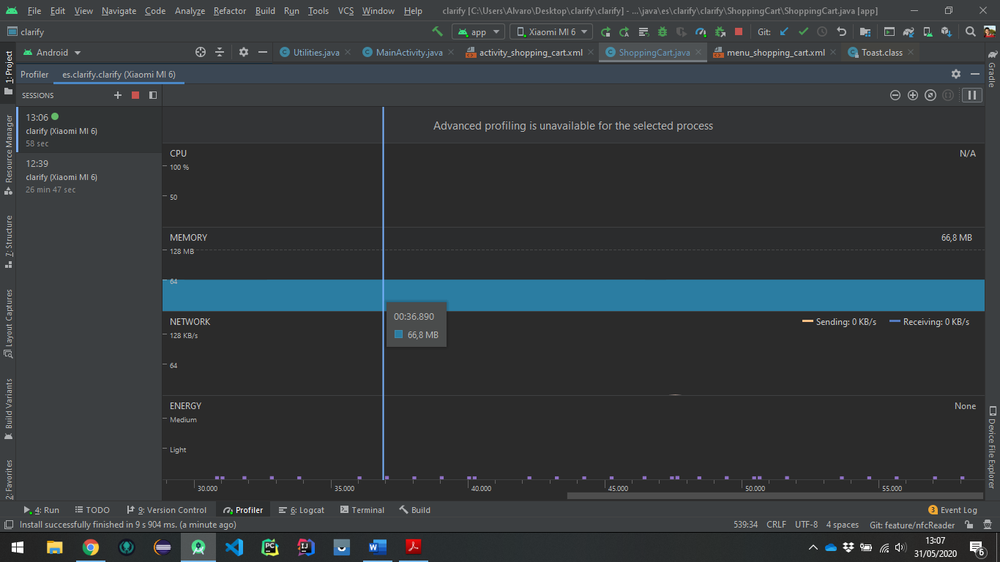 File Edit View Navigate Code Analyze Refactor Build Run Tools VCS Window Help clarify [C:\Users\Alvaro\Desktop\clarify\clarify] - ...\java\es\clarify\clarify\ShoppingCart\ShoppingCart.java [app]
clarify app Xiaomi MI 6 Git:
Android Utilities.java MainActivity.java activity_shopping_cart.xml ShoppingCart.java menu_shopping_cart.xml Toast.class
1: Project
Resource Manager
7: Structure
Layout Captures
Build Variants
2: Favorites
Profiler es.clarify.clarify (Xiaomi MI 6)
SESSIONS
13:06
clarify (Xiaomi MI 6)
58 sec
12:39
clarify (Xiaomi MI 6)
26 min 47 sec
Advanced profiling is unavailable for the selected process
CPU N/A
100 %
50
MEMORY 66,8 MB
128 MB
64
00:36.890
66,8 MB
NETWORK Sending: 0 KB/s Receiving: 0 KB/s
128 KB/s
64
ENERGY None
Medium
Light
30.000 35.000 40.000 45.000 50.000 55.000
Gradle
Device File Explorer
4: Run TODO 9: Version Control Profiler 6: Logcat Terminal Build 3 Event Log
Install successfully finished in 9 s 904 ms. (a minute ago) 539:34 CRLF UTF-8 4 spaces Git: feature/nfcReader
PC IJ W
13:07
31/05/2020
6